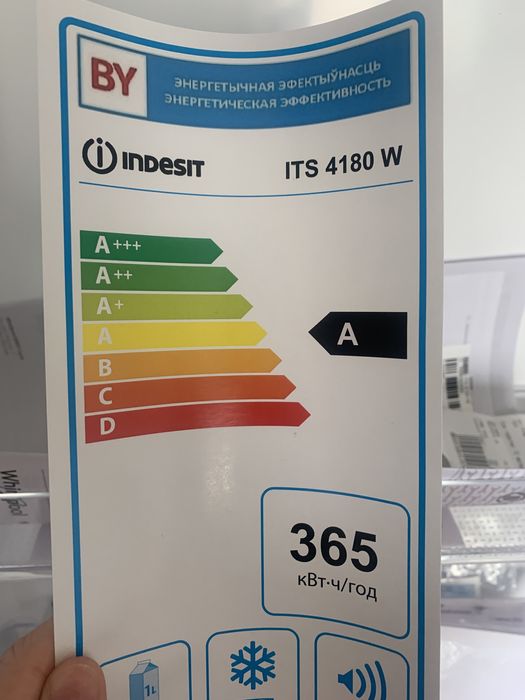 BY
ЭНЕРГЕТЫЧНАЯ ЭФЕКТЫЎНАСЦЬ
ЭНЕРГЕТИЧЕСКАЯ ЭФФЕКТИВНОСТЬ
i INDESIT
ITS 4180 W
A+++
A++
A+
A
B
C
D
A
365
кВт·ч/год
1L